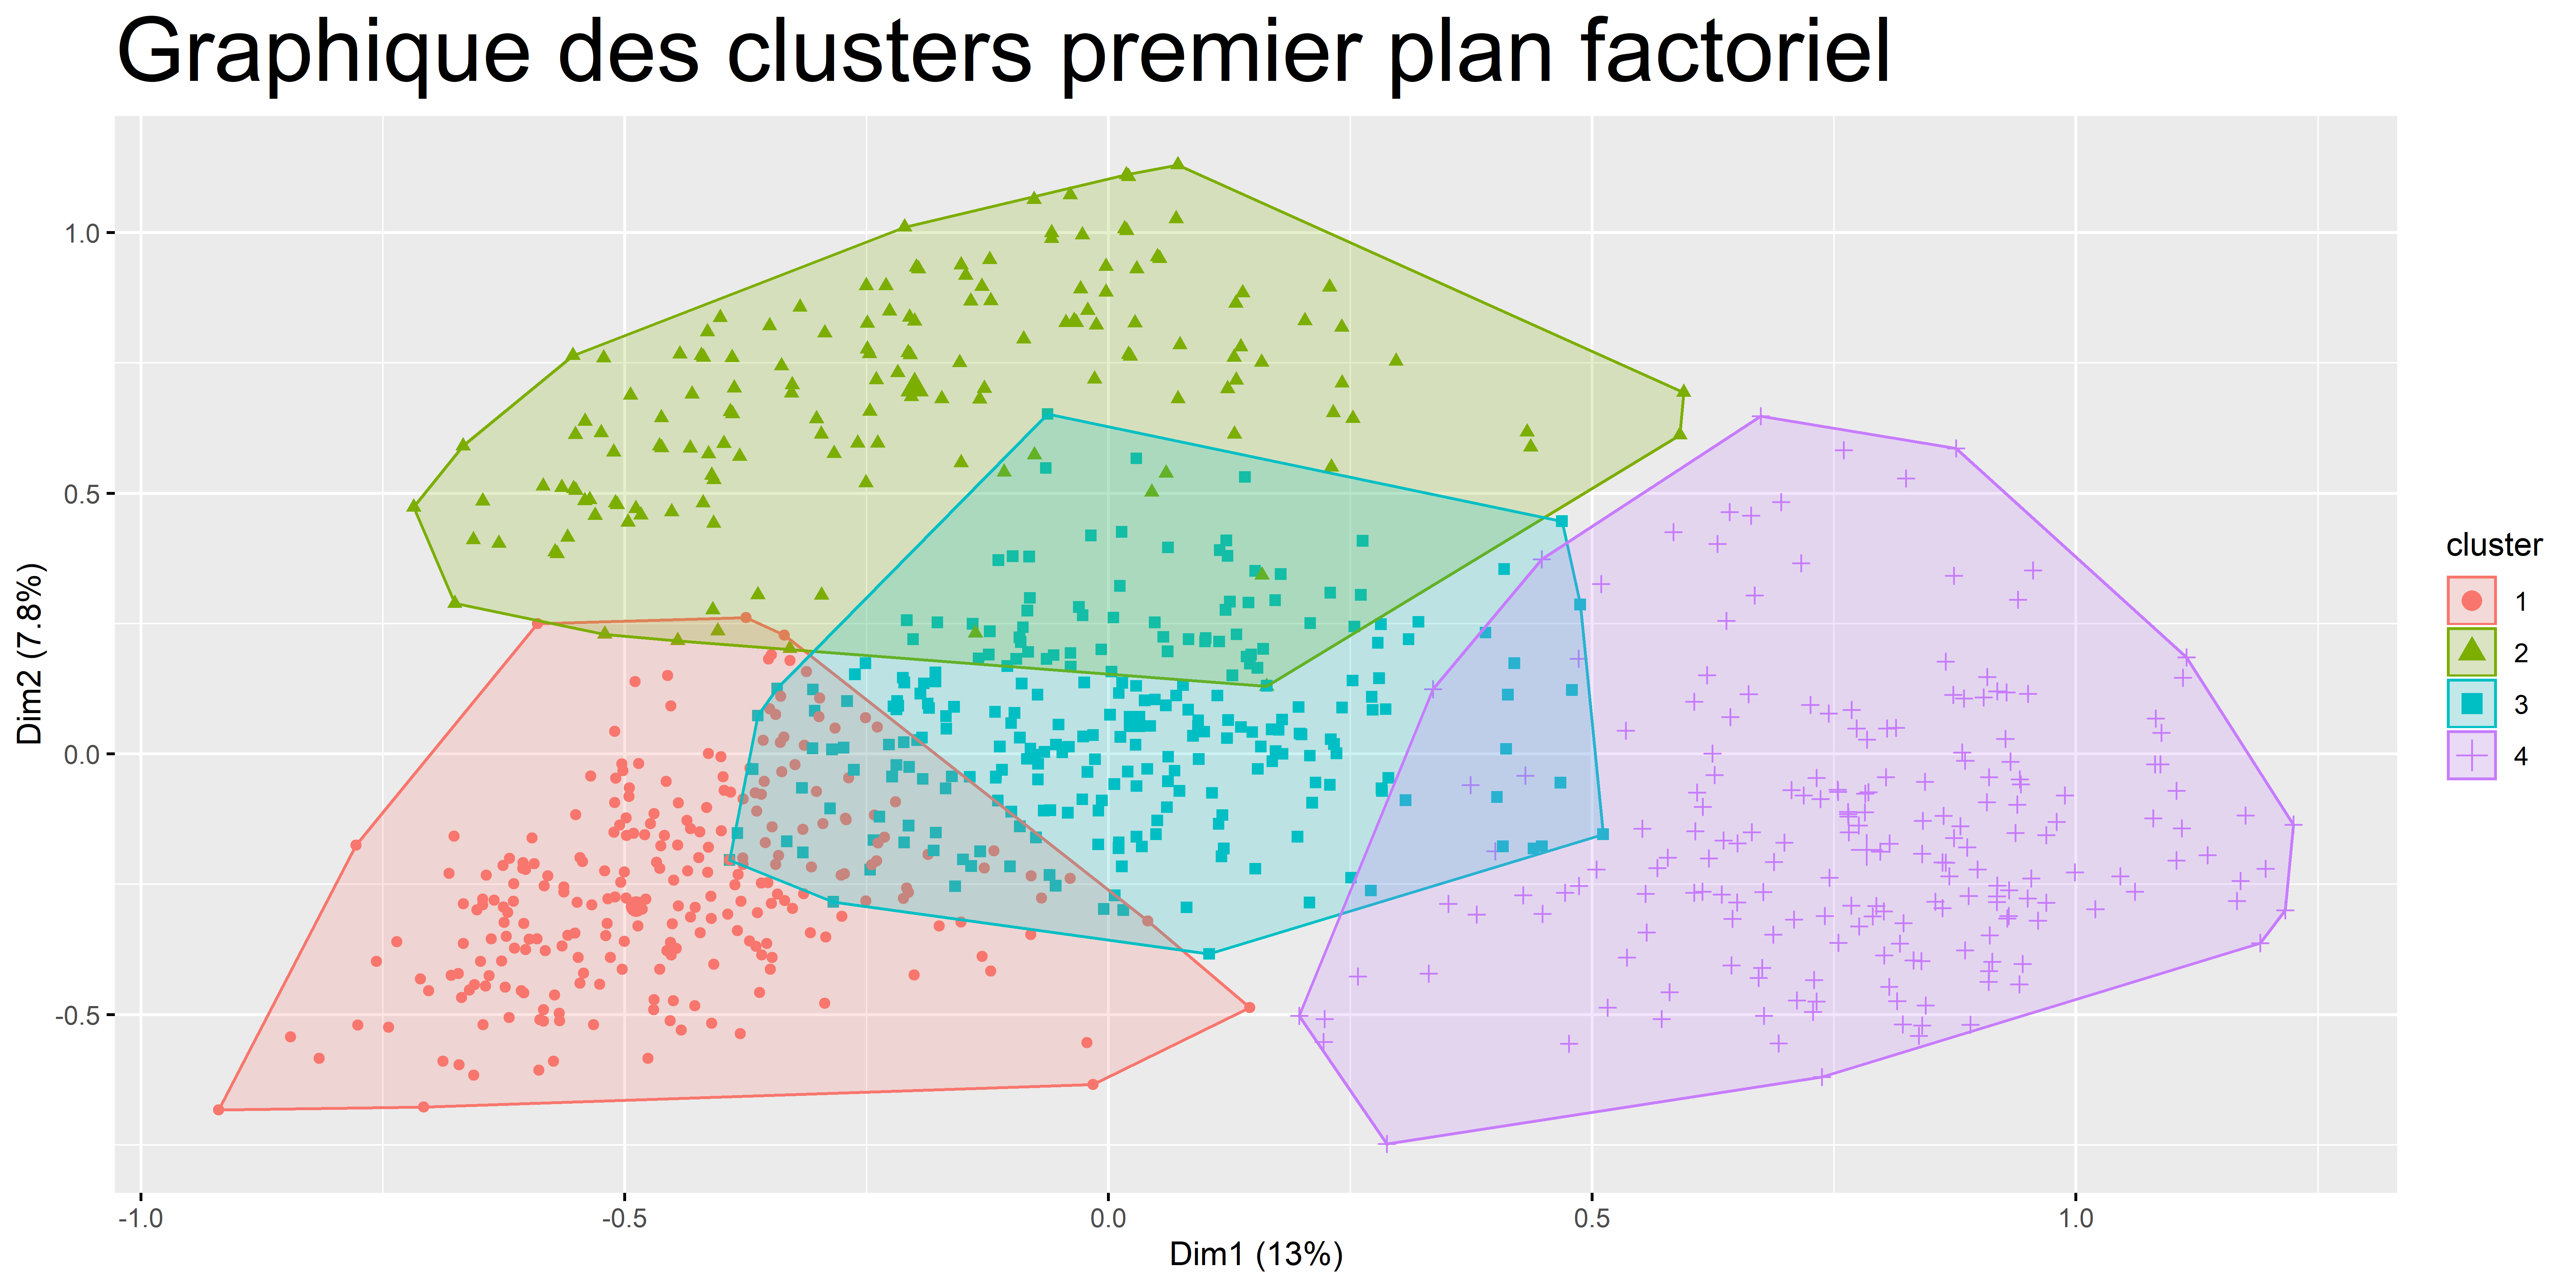 Graphique des clusters premier plan factoriel
1.0
0.5
0.0
-0.5
Dim2 (7.8%)
-1.0 -0.5 0.0 0.5 1.0
Dim1 (13%)
cluster
1
2
3
4